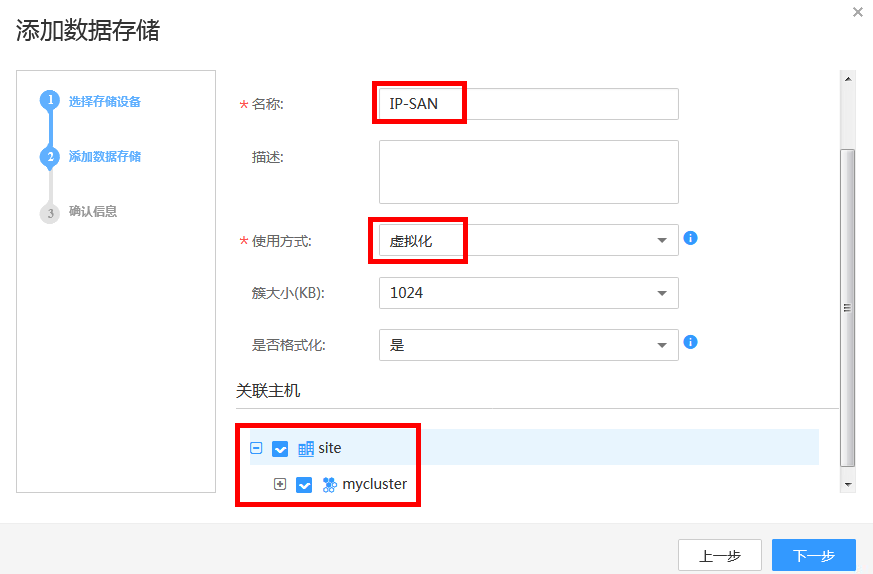 添加数据存储
1 选择存储设备
2 添加数据存储
3 确认信息
* 名称: IP-SAN
描述:
* 使用方式: 虚拟化
簇大小(KB): 1024
是否格式化: 是
关联主机
site
mycluster
上一步 下一步